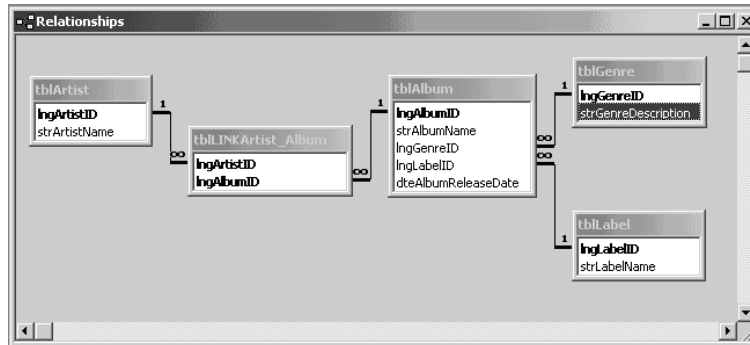 Relationships
tblArtist
lngArtistID
strArtistName
1
∞
tblLINKArtist_Album
lngArtistID
lngAlbumID
1
∞
tblAlbum
lngAlbumID
strAlbumName
lngGenreID
lngLabelID
dteAlbumReleaseDate
1
∞
∞
1
tblGenre
lngGenreID
strGenreDescription
tblLabel
lngLabelID
strLabelName